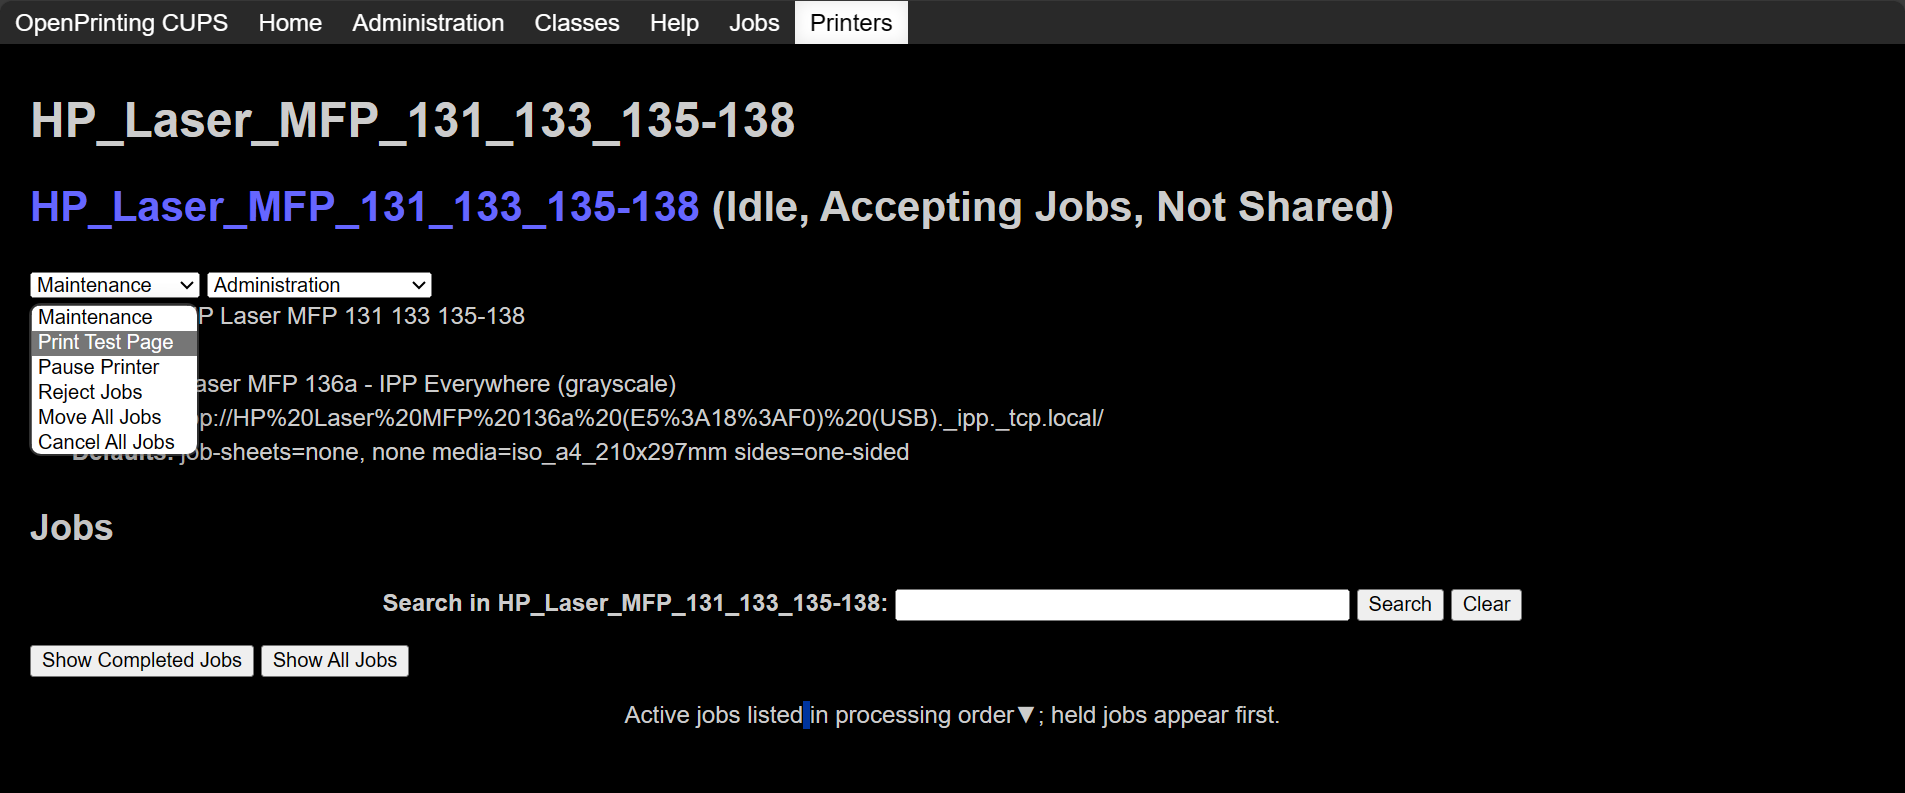 OpenPrinting CUPS Home Administration Classes Help Jobs Printers
HP_Laser_MFP_131_133_135-138
HP_Laser_MFP_131_133_135-138 (Idle, Accepting Jobs, Not Shared)
Maintenance Administration
Maintenance
P Laser MFP 131 133 135-138
Print Test Page
Pause Printer
aser MFP 136a - IPP Everywhere (grayscale)
Reject Jobs
Move All Jobs
pp://HP%20Laser%20MFP%20136a%20(E5%3A18%3AF0)%20(USB)._ipp._tcp.local/
Cancel All Jobs
Defaults: job-sheets=none, none media=iso_a4_210x297mm sides=one-sided
Jobs
Search in HP_Laser_MFP_131_133_135-138: Search Clear
Show Completed Jobs Show All Jobs
Active jobs listed in processing order▼; held jobs appear first.